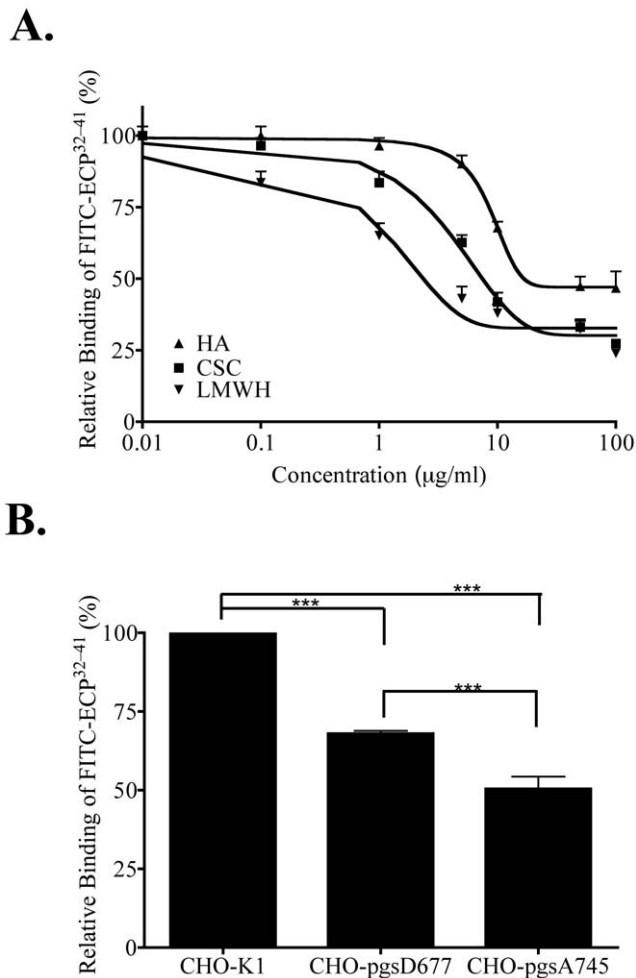 A.
Relative Binding of FITC-ECP³²⁻⁴¹ (%)
100
75
50
25
0
▲ HA
■ CSC
▼ LMWH
0.01 0.1 1 10 100
Concentration (μg/ml)
B.
Relative Binding of FITC-ECP³²⁻⁴¹ (%)
***
***
***
100
75
50
25
0
CHO-K1 CHO-pgsD677 CHO-pgsA745